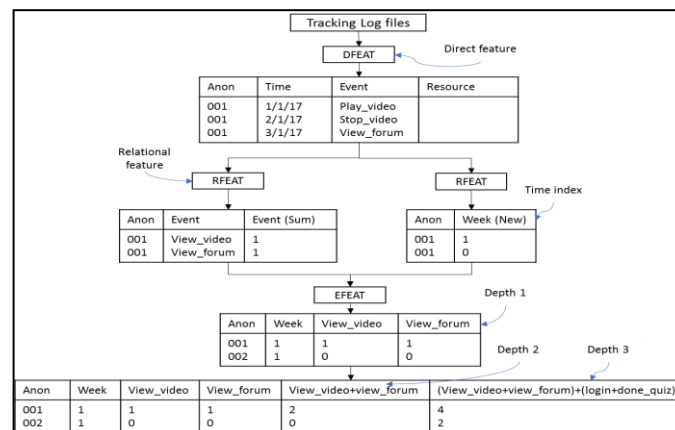 Tracking Log files
DFEAT
Direct feature
Anon Time Event Resource
001 1/1/17 Play_video
001 2/1/17 Stop_video
001 3/1/17 View_forum
Relational feature
RFEAT
RFEAT
Time index
Anon Event Event (Sum)
001 View_video 1
001 View_forum 1
Anon Week (New)
001 1
001 0
EFEAT
Depth 1
Anon Week View_video View_forum
001 1 1 1
002 1 0 0
Depth 2
Depth 3
Anon Week View_video View_forum View_video+view_forum (View_video+view_forum)+(login+done_quiz)
001 1 1 1 2 4
002 1 0 0 0 2